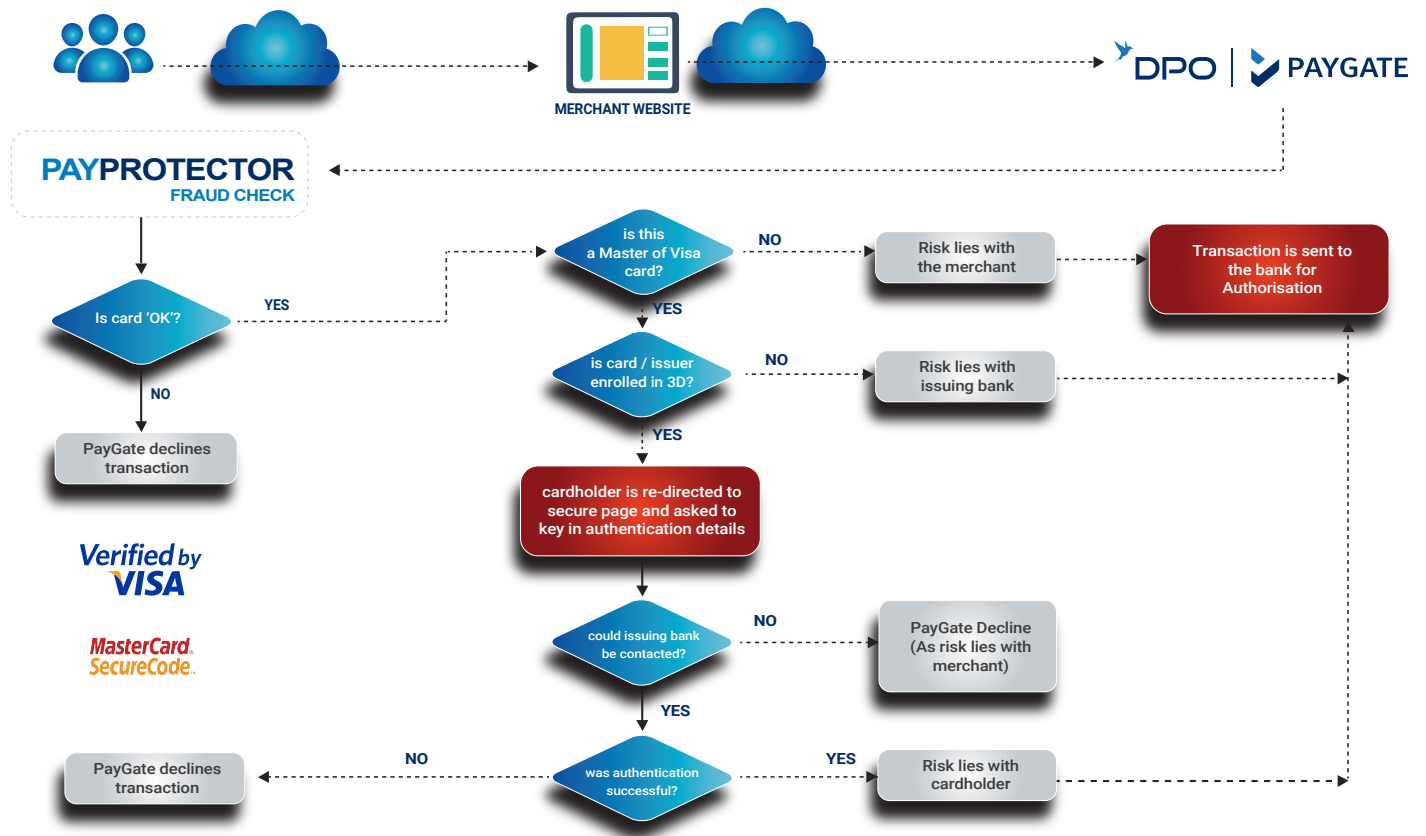 DPO | PAYGATE
MERCHANT WEBSITE
PAYPROTECTOR
FRAUD CHECK
is this
a Master of Visa
card?
NO
Risk lies with
the merchant
Transaction is sent to
the bank for
Authorisation
Is card ‘OK’?
YES
YES
is card / issuer
enrolled in 3D?
NO
Risk lies with
issuing bank
NO
PayGate declines
transaction
YES
cardholder is re-directed to
secure page and asked to
key in authentication details
Verified by
VISA
MasterCard®
SecureCode™
could issuing bank
be contacted?
NO
PayGate Decline
(As risk lies with
merchant)
YES
PayGate declines
transaction
NO
was authentication
successful?
YES
Risk lies with
cardholder